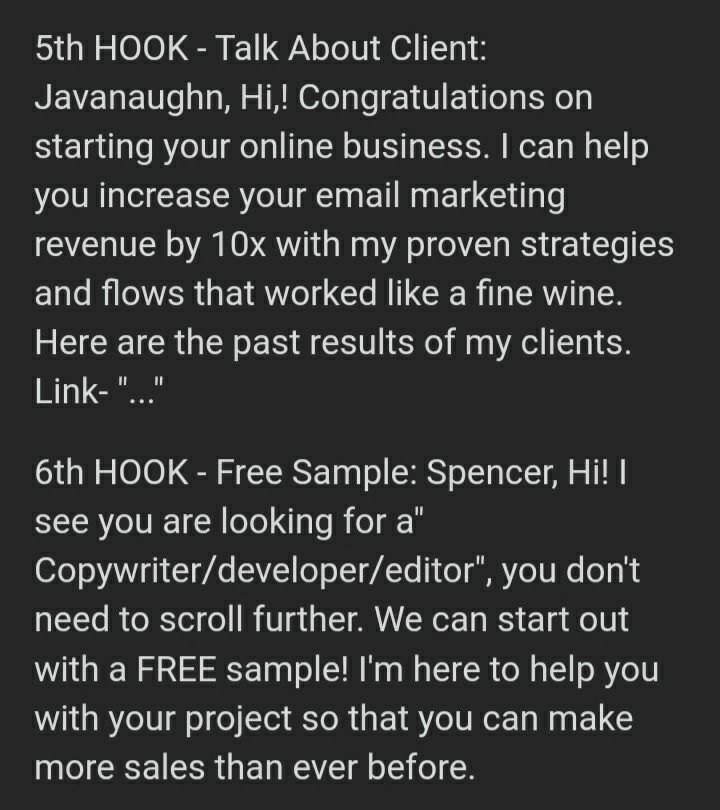 5th HOOK - Talk About Client:
Javanaughn, Hi,! Congratulations on
starting your online business. I can help
you increase your email marketing
revenue by 10x with my proven strategies
and flows that worked like a fine wine.
Here are the past results of my clients.
Link- "..."
6th HOOK - Free Sample: Spencer, Hi! I
see you are looking for a"
Copywriter/developer/editor", you don't
need to scroll further. We can start out
with a FREE sample! I'm here to help you
with your project so that you can make
more sales than ever before.